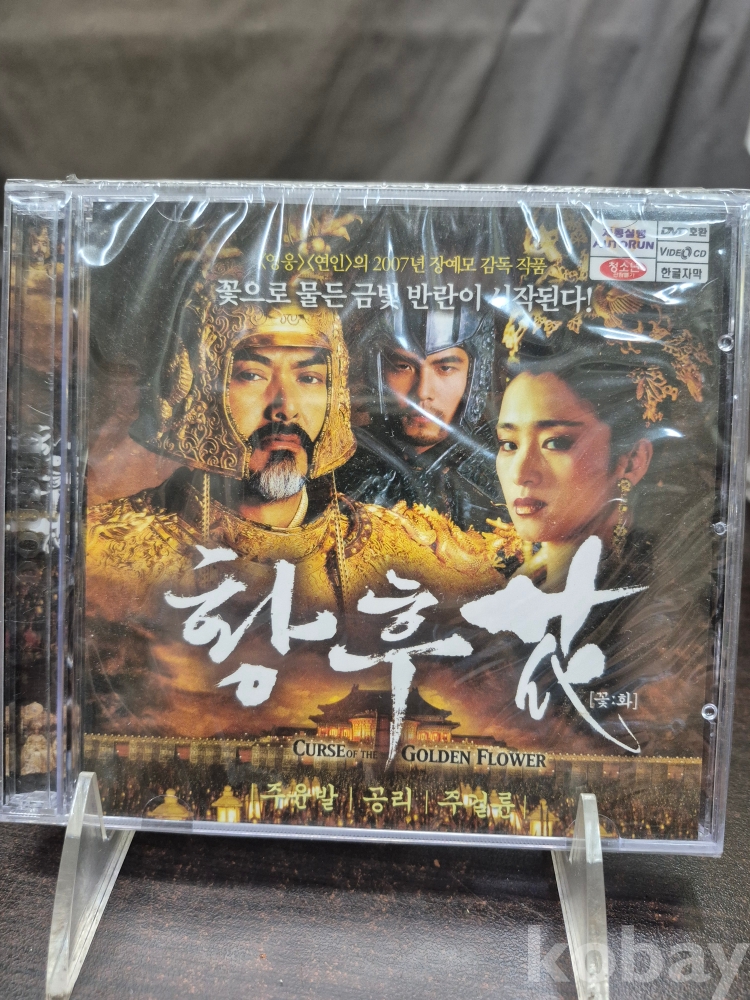 자동실행
AUTORUN
DVD 호환
VIDEO CD
한글자막
청소년
<영웅><연인>의 2007년 장예모 감독 작품
꽃으로 물든 금빛 반란이 시작된다!
황후花
[꽃:화]
CURSE OF THE GOLDEN FLOWER
주윤발 | 공리 | 주걸륜
kobay